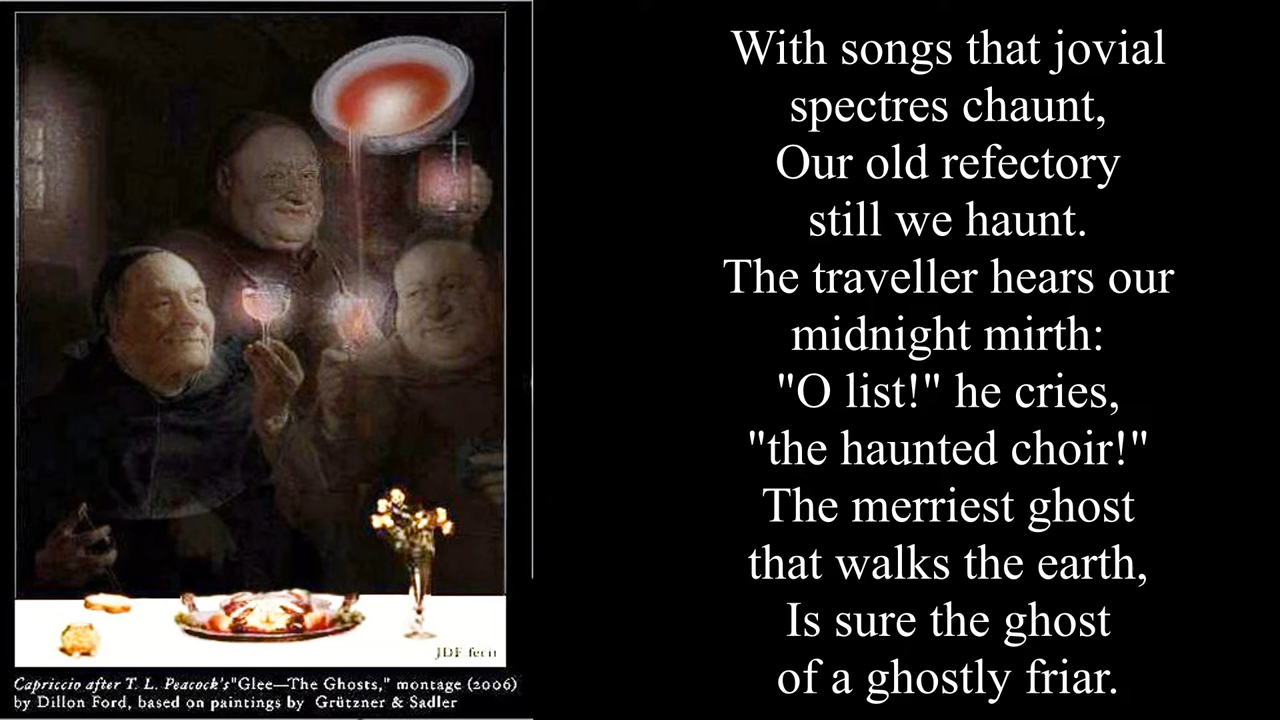 With songs that jovial
spectres chaunt,
Our old refectory
still we haunt.
The traveller hears our
midnight mirth:
"O list!" he cries,
"the haunted choir!"
The merriest ghost
that walks the earth,
Is sure the ghost
of a ghostly friar.
JDF fecit
Capriccio after T. L. Peacock's "Glee—The Ghosts," montage (2006)
by Dillon Ford, based on paintings by Grützner & Sadler